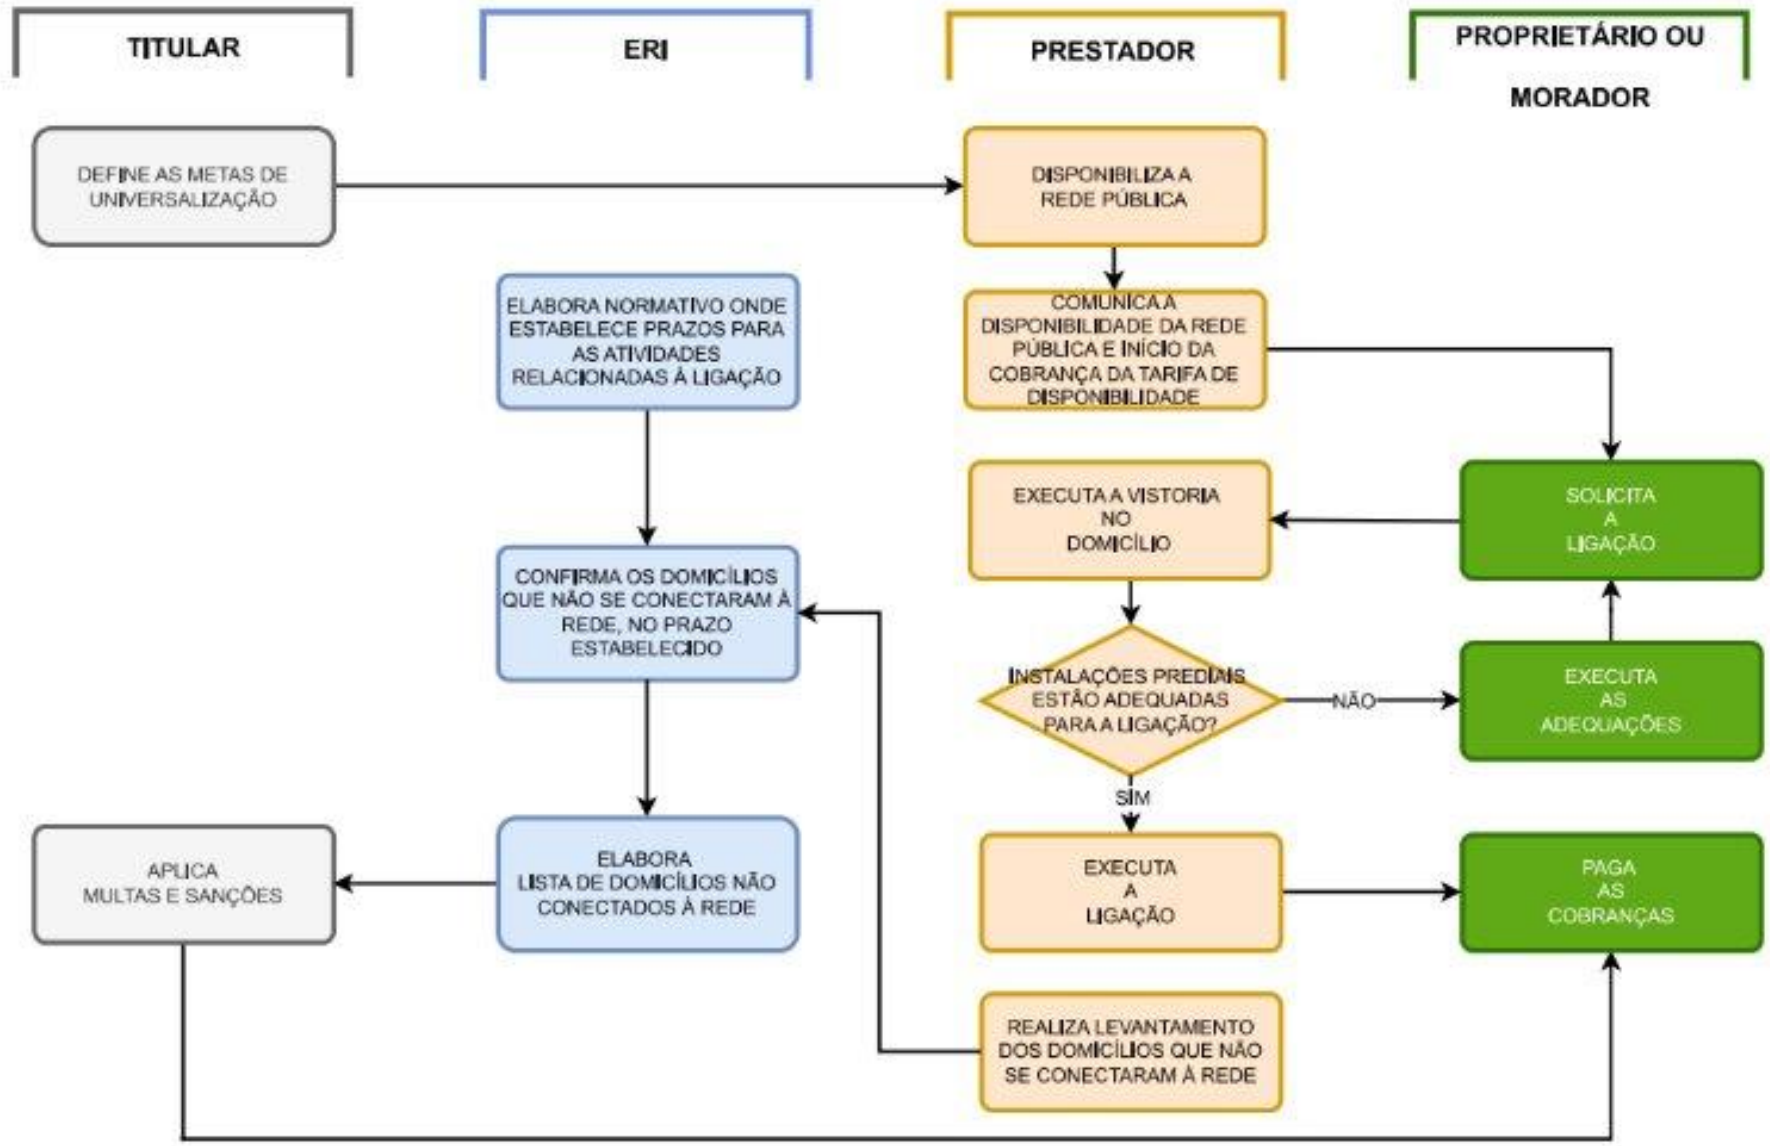 TITULAR
ERI
PRESTADOR
PROPRIETÁRIO OU
MORADOR
DEFINE AS METAS DE
UNIVERSALIZAÇÃO
DISPONIBILIZA A
REDE PÚBLICA
ELABORA NORMATIVO ONDE
ESTABELECE PRAZOS PARA
AS ATIVIDADES
RELACIONADAS À LIGAÇÃO
COMUNICA A
DISPONIBILIDADE DA REDE
PÚBLICA E INÍCIO DA
COBRANÇA DA TARIFA DE
DISPONIBILIDADE
EXECUTA A VISTORIA
NO
DOMICÍLIO
SOLICITA
A
LIGAÇÃO
CONFIRMA OS DOMICÍLIOS
QUE NÃO SE CONECTARAM À
REDE, NO PRAZO
ESTABELECIDO
INSTALAÇÕES PREDIAIS
ESTÃO ADEQUADAS
PARA A LIGAÇÃO?
NÃO
EXECUTA
AS
ADEQUAÇÕES
SIM
APLICA
MULTAS E SANÇÕES
ELABORA
LISTA DE DOMICÍLIOS NÃO
CONECTADOS À REDE
EXECUTA
A
LIGAÇÃO
PAGA
AS
COBRANÇAS
REALIZA LEVANTAMENTO
DOS DOMICÍLIOS QUE NÃO
SE CONECTARAM À REDE